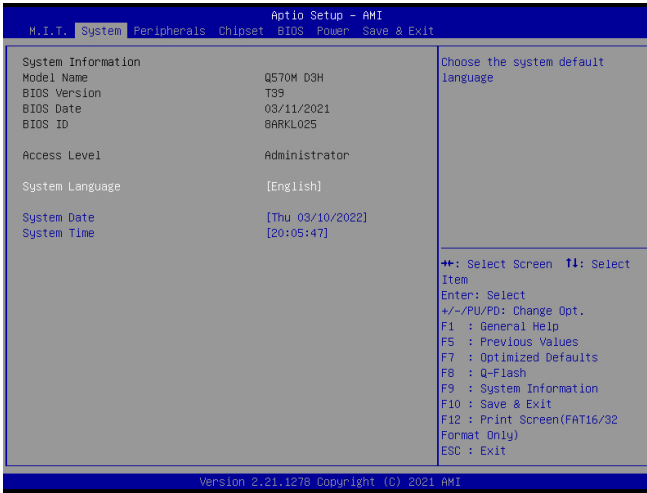 Aptio Setup - AMI
M.I.T. System Peripherals Chipset BIOS Power Save & Exit
System Information
Model Name Q570M D3H
BIOS Version T39
BIOS Date 03/11/2021
BIOS ID 8ARKL025
Access Level Administrator
System Language [English]
System Date [Thu 03/10/2022]
System Time [20:05:47]
Choose the system default
language
→←: Select Screen ↑↓: Select
Item
Enter: Select
+/-/PU/PD: Change Opt.
F1 : General Help
F5 : Previous Values
F7 : Optimized Defaults
F8 : Q-Flash
F9 : System Information
F10 : Save & Exit
F12 : Print Screen(FAT16/32
Format Only)
ESC : Exit
Version 2.21.1278 Copyright (C) 2021 AMI